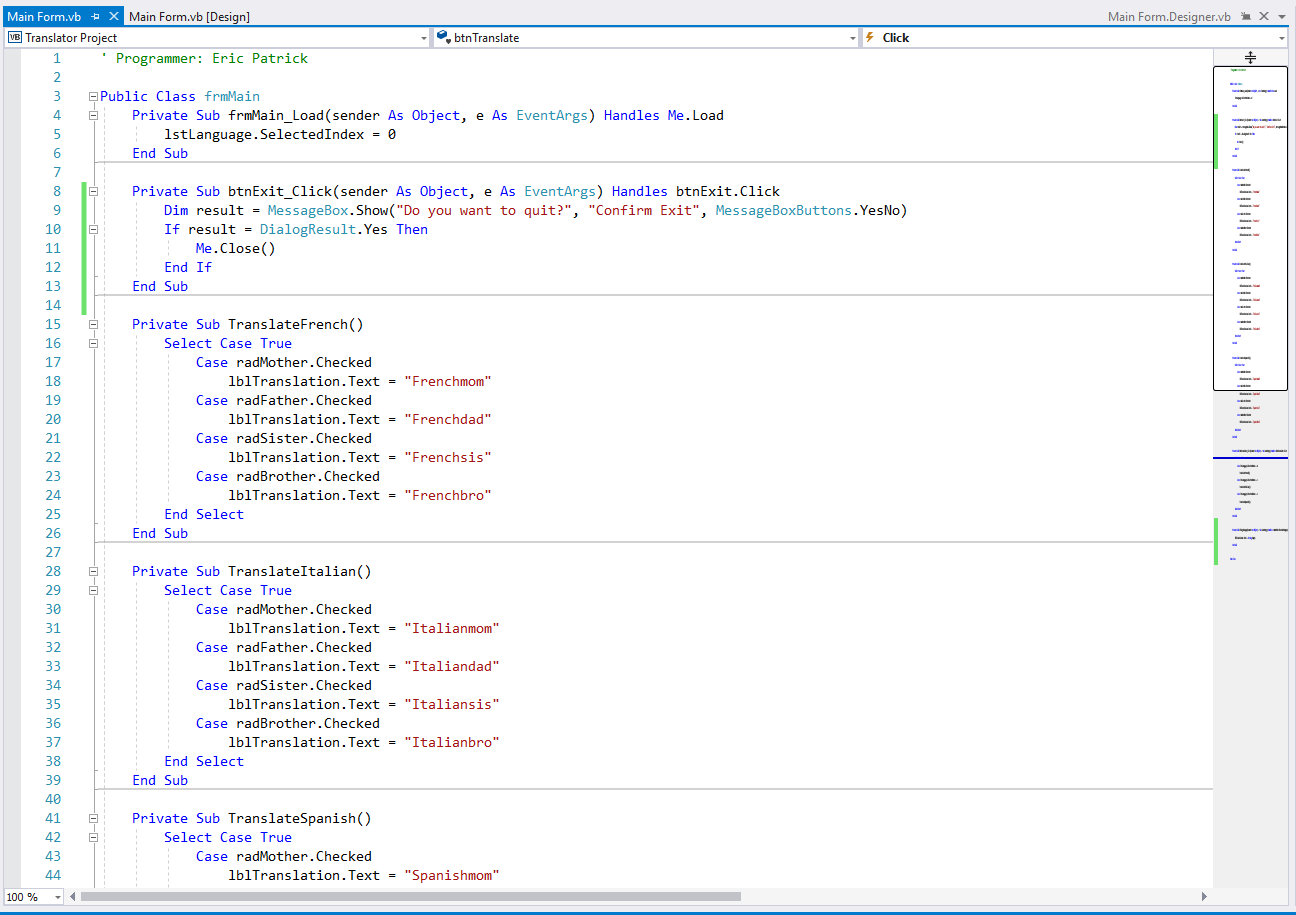 Main Form.vb Main Form.vb [Design] Main Form.Designer.vb
VB Translator Project btnTranslate Click
1 ' Programmer: Eric Patrick
2
3 Public Class frmMain
4 Private Sub frmMain_Load(sender As Object, e As EventArgs) Handles Me.Load
5 lstLanguage.SelectedIndex = 0
6 End Sub
7
8 Private Sub btnExit_Click(sender As Object, e As EventArgs) Handles btnExit.Click
9 Dim result = MessageBox.Show("Do you want to quit?", "Confirm Exit", MessageBoxButtons.YesNo)
10 If result = DialogResult.Yes Then
11 Me.Close()
12 End If
13 End Sub
14
15 Private Sub TranslateFrench()
16 Select Case True
17 Case radMother.Checked
18 lblTranslation.Text = "Frenchmom"
19 Case radFather.Checked
20 lblTranslation.Text = "Frenchdad"
21 Case radSister.Checked
22 lblTranslation.Text = "Frenchsis"
23 Case radBrother.Checked
24 lblTranslation.Text = "Frenchbro"
25 End Select
26 End Sub
27
28 Private Sub TranslateItalian()
29 Select Case True
30 Case radMother.Checked
31 lblTranslation.Text = "Italianmom"
32 Case radFather.Checked
33 lblTranslation.Text = "Italiandad"
34 Case radSister.Checked
35 lblTranslation.Text = "Italiansis"
36 Case radBrother.Checked
37 lblTranslation.Text = "Italianbro"
38 End Select
39 End Sub
40
41 Private Sub TranslateSpanish()
42 Select Case True
43 Case radMother.Checked
44 lblTranslation.Text = "Spanishmom"
100 %